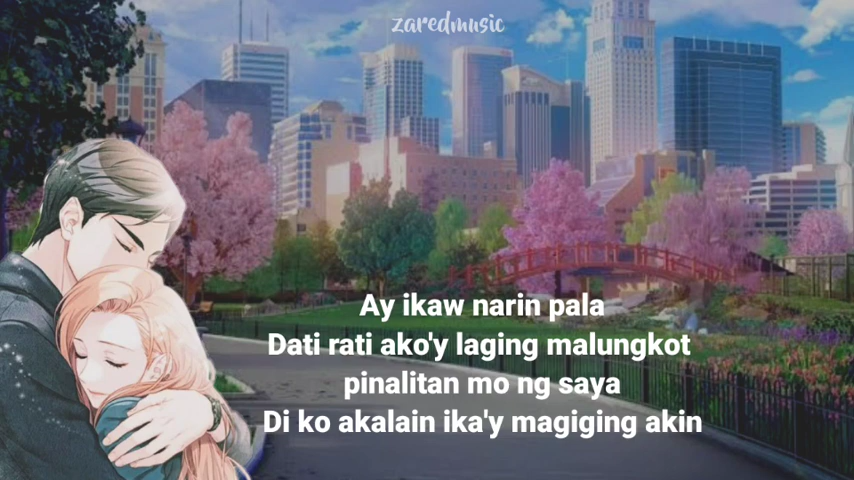 zaredmusic
Ay ikaw narin pala
Dati rati ako'y laging malungkot
pinalitan mo ng saya
Di ko akalain ika'y magiging akin